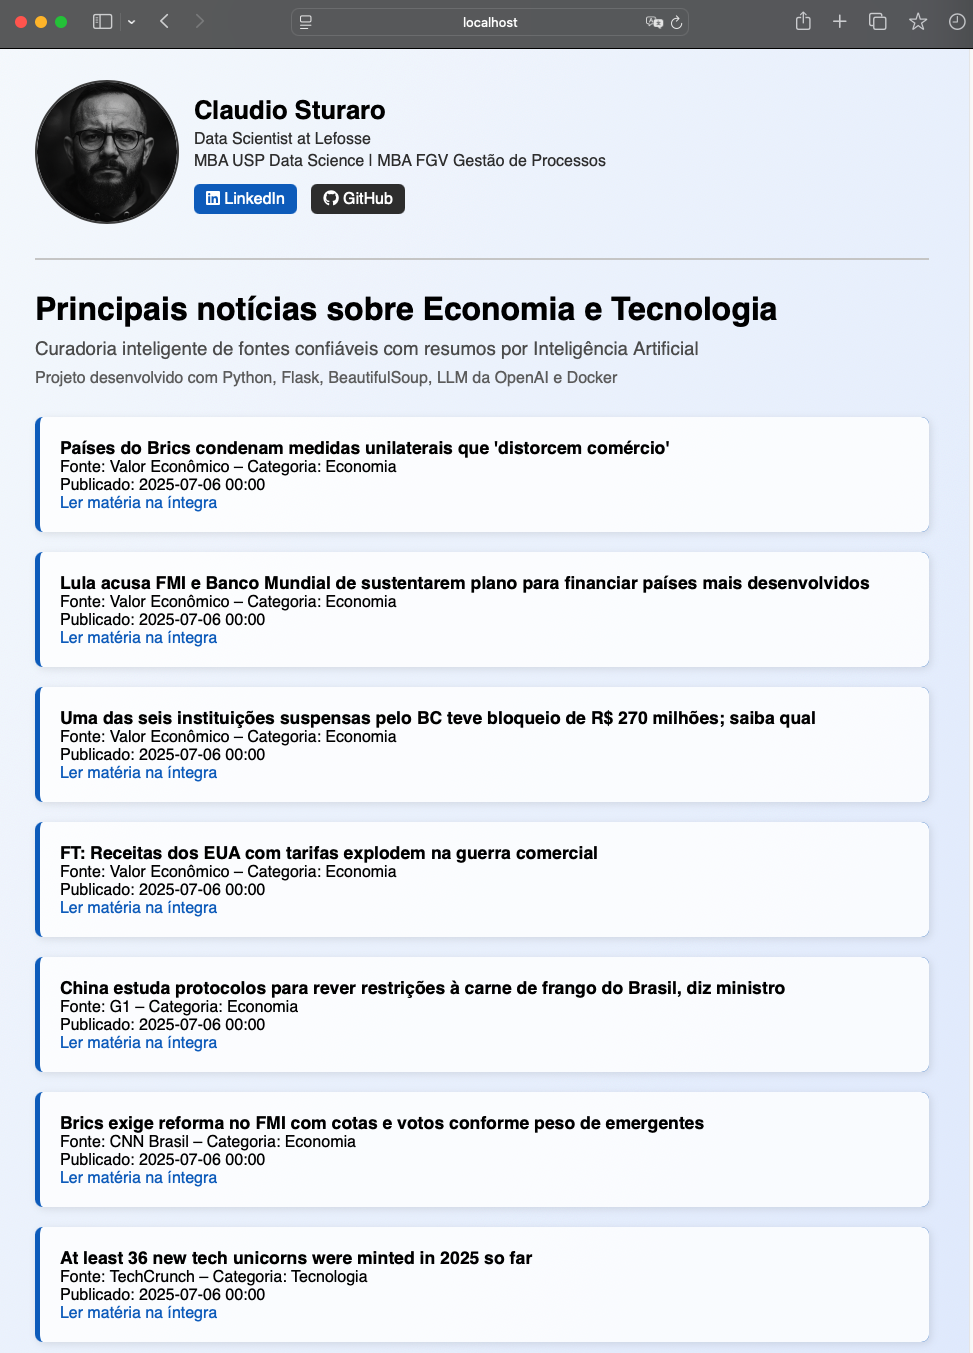 localhost
Claudio Sturaro
Data Scientist at Lefosse
MBA USP Data Science | MBA FGV Gestão de Processos
LinkedIn GitHub
Principais notícias sobre Economia e Tecnologia
Curadoria inteligente de fontes confiáveis com resumos por Inteligência Artificial
Projeto desenvolvido com Python, Flask, BeautifulSoup, LLM da OpenAI e Docker
Países do Brics condenam medidas unilaterais que 'distorcem comércio'
Fonte: Valor Econômico – Categoria: Economia
Publicado: 2025-07-06 00:00
Ler matéria na íntegra
Lula acusa FMI e Banco Mundial de sustentarem plano para financiar países mais desenvolvidos
Fonte: Valor Econômico – Categoria: Economia
Publicado: 2025-07-06 00:00
Ler matéria na íntegra
Uma das seis instituições suspensas pelo BC teve bloqueio de R$ 270 milhões; saiba qual
Fonte: Valor Econômico – Categoria: Economia
Publicado: 2025-07-06 00:00
Ler matéria na íntegra
FT: Receitas dos EUA com tarifas explodem na guerra comercial
Fonte: Valor Econômico – Categoria: Economia
Publicado: 2025-07-06 00:00
Ler matéria na íntegra
China estuda protocolos para rever restrições à carne de frango do Brasil, diz ministro
Fonte: G1 – Categoria: Economia
Publicado: 2025-07-06 00:00
Ler matéria na íntegra
Brics exige reforma no FMI com cotas e votos conforme peso de emergentes
Fonte: CNN Brasil – Categoria: Economia
Publicado: 2025-07-06 00:00
Ler matéria na íntegra
At least 36 new tech unicorns were minted in 2025 so far
Fonte: TechCrunch – Categoria: Tecnologia
Publicado: 2025-07-06 00:00
Ler matéria na íntegra